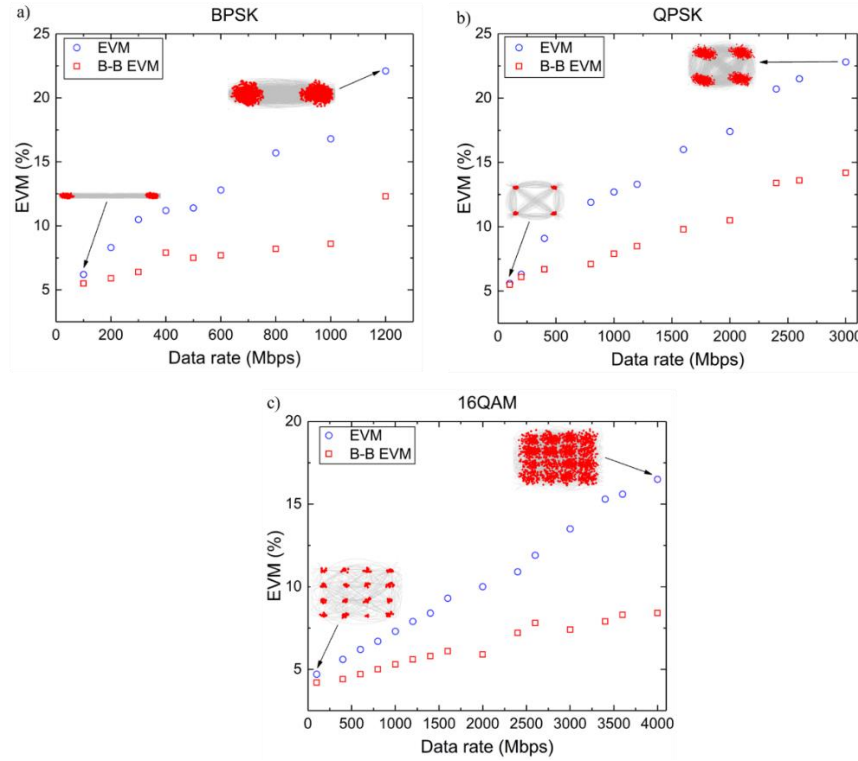 a)
BPSK
EVM
B-B EVM
EVM (%)
25
20
15
10
5
0 200 400 600 800 1000 1200
Data rate (Mbps)
b)
QPSK
EVM
B-B EVM
EVM (%)
25
20
15
10
5
0 500 1000 1500 2000 2500 3000
Data rate (Mbps)
c)
16QAM
EVM
B-B EVM
EVM (%)
20
15
10
5
0 500 1000 1500 2000 2500 3000 3500 4000
Data rate (Mbps)